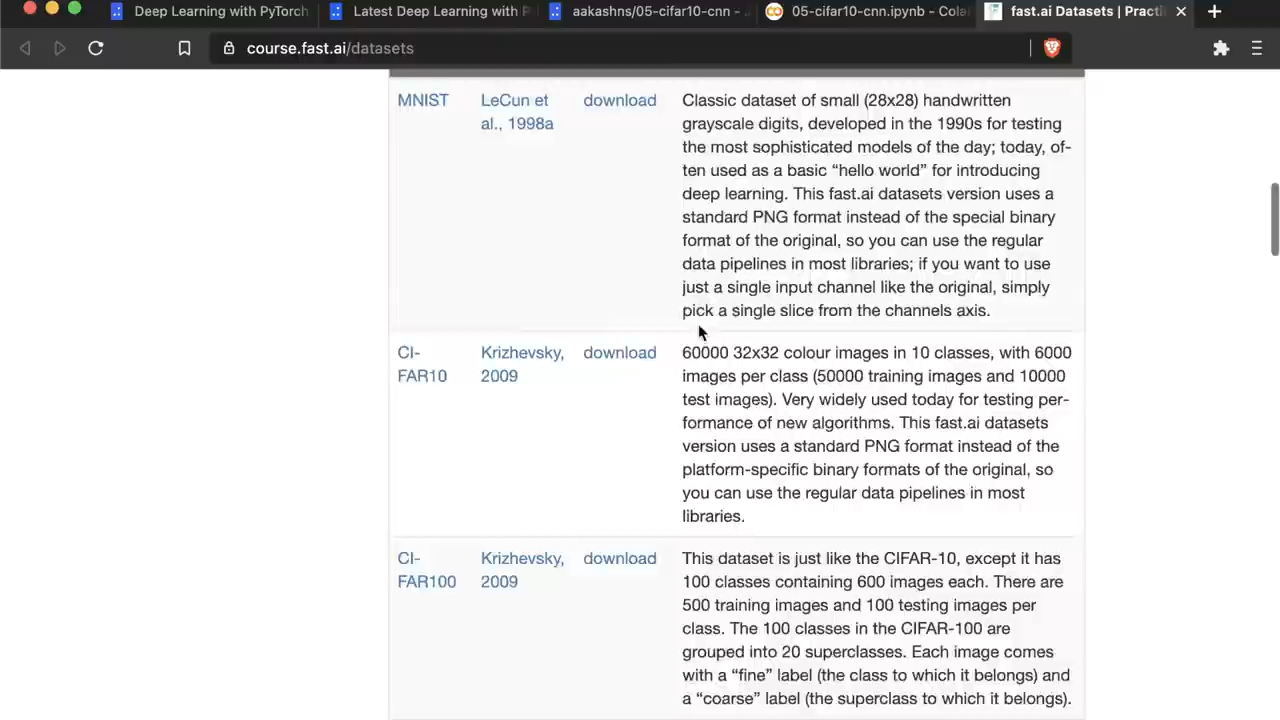 Deep Learning with PyTorch
Latest Deep Learning with P
aakashns/05-cifar10-cnn -
05-cifar10-cnn.ipynb - Cola
fast.ai Datasets | Practi
course.fast.ai/datasets
MNIST
LeCun et
al., 1998a
download
Classic dataset of small (28x28) handwritten
grayscale digits, developed in the 1990s for testing
the most sophisticated models of the day; today, of-
ten used as a basic “hello world” for introducing
deep learning. This fast.ai datasets version uses a
standard PNG format instead of the special binary
format of the original, so you can use the regular
data pipelines in most libraries; if you want to use
just a single input channel like the original, simply
pick a single slice from the channels axis.
CI-
FAR10
Krizhevsky,
2009
download
60000 32x32 colour images in 10 classes, with 6000
images per class (50000 training images and 10000
test images). Very widely used today for testing per-
formance of new algorithms. This fast.ai datasets
version uses a standard PNG format instead of the
platform-specific binary formats of the original, so
you can use the regular data pipelines in most
libraries.
CI-
FAR100
Krizhevsky,
2009
download
This dataset is just like the CIFAR-10, except it has
100 classes containing 600 images each. There are
500 training images and 100 testing images per
class. The 100 classes in the CIFAR-100 are
grouped into 20 superclasses. Each image comes
with a “fine” label (the class to which it belongs) and
a “coarse” label (the superclass to which it belongs).